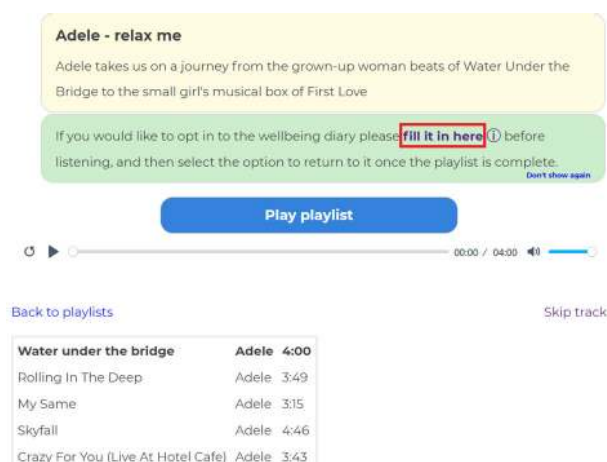 Adele - relax me
Adele takes us on a journey from the grown-up woman beats of Water Under the
Bridge to the small girl's musical box of First Love
If you would like to opt in to the wellbeing diary please fill it in here ⓘ before
listening, and then select the option to return to it once the playlist is complete.
Don't show again
Play playlist
00:00 / 04:00
Back to playlists Skip track
Water under the bridge Adele 4:00
Rolling In The Deep Adele 3:49
My Same Adele 3:15
Skyfall Adele 4:46
Crazy For You (Live At Hotel Cafe) Adele 3:43